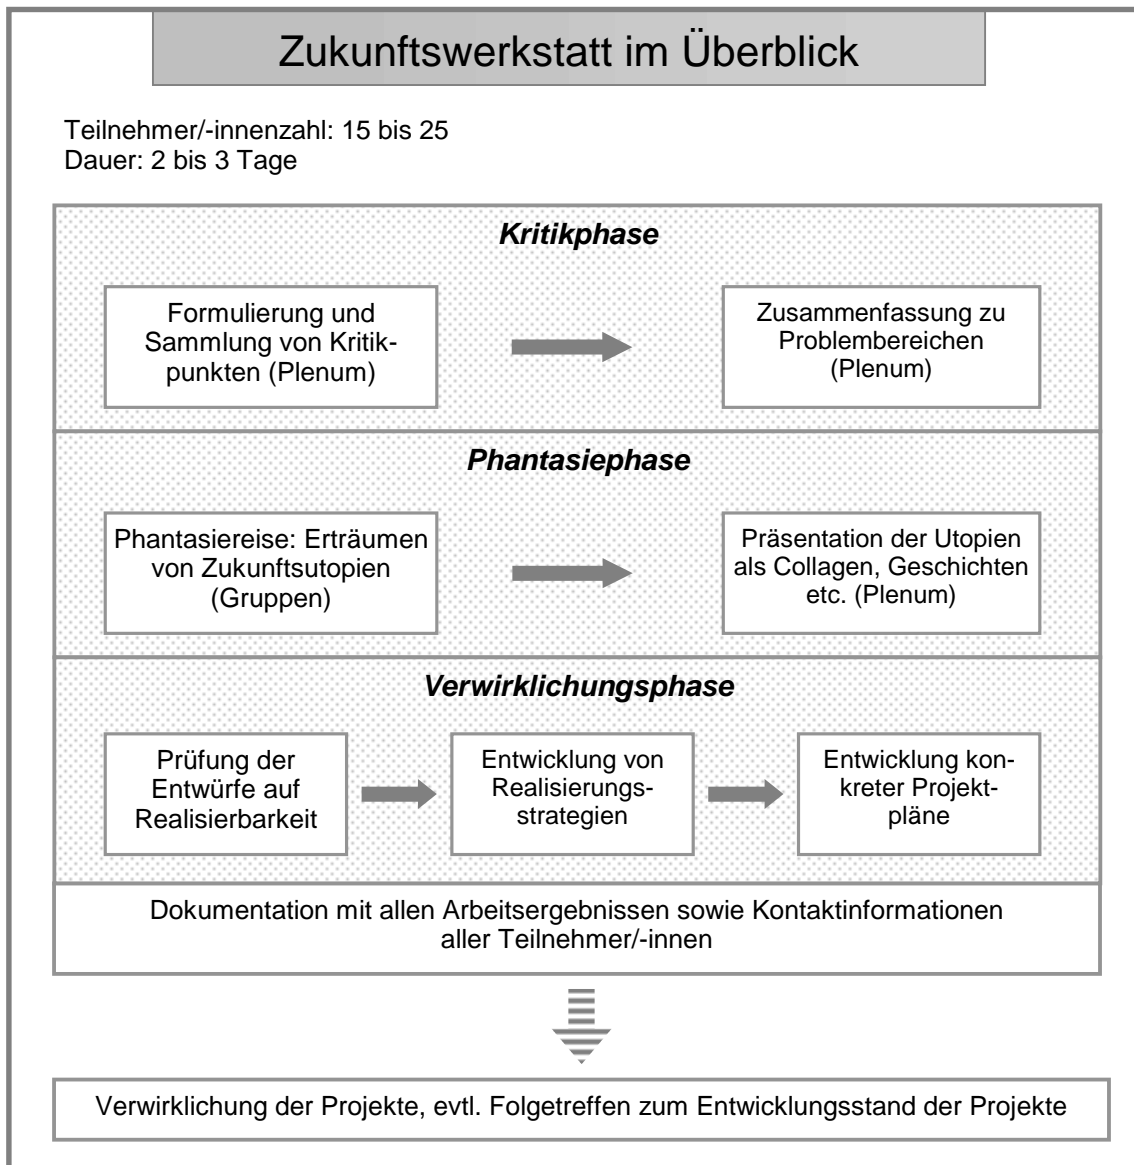 Zukunftswerkstatt im Überblick
Teilnehmer/-innenzahl: 15 bis 25
Dauer: 2 bis 3 Tage
Kritikphase
Formulierung und
Sammlung von Kritik-
punkten (Plenum)
Zusammenfassung zu
Problembereichen
(Plenum)
Phantasiephase
Phantasiereise: Erträumen
von Zukunftsutopien
(Gruppen)
Präsentation der Utopien
als Collagen, Geschichten
etc. (Plenum)
Verwirklichungsphase
Prüfung der
Entwürfe auf
Realisierbarkeit
Entwicklung von
Realisierungs-
strategien
Entwicklung kon-
kreter Projekt-
pläne
Dokumentation mit allen Arbeitsergebnissen sowie Kontaktinformationen
aller Teilnehmer/-innen
Verwirklichung der Projekte, evtl. Folgetreffen zum Entwicklungsstand der Projekte